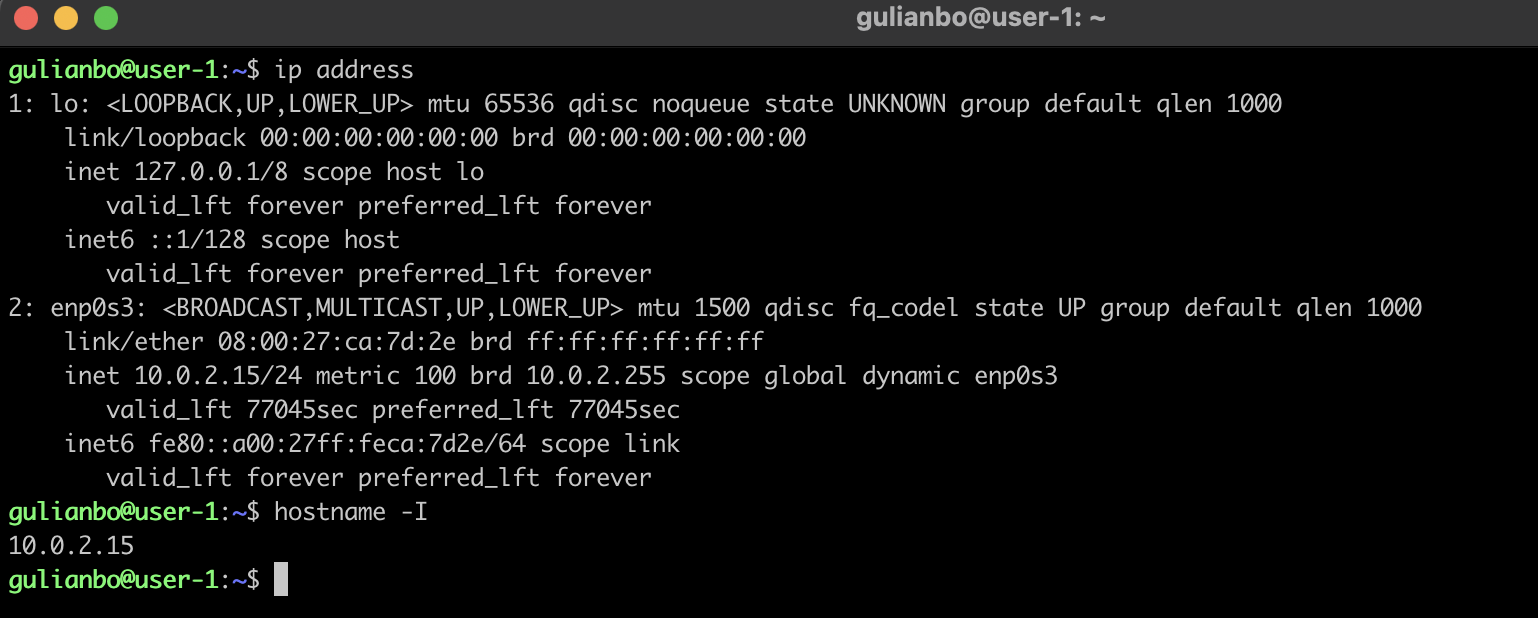 gulianbo@user-1: ~
gulianbo@user-1:~$ ip address
1: lo: <LOOPBACK,UP,LOWER_UP> mtu 65536 qdisc noqueue state UNKNOWN group default qlen 1000
    link/loopback 00:00:00:00:00:00 brd 00:00:00:00:00:00
    inet 127.0.0.1/8 scope host lo
       valid_lft forever preferred_lft forever
    inet6 ::1/128 scope host
       valid_lft forever preferred_lft forever
2: enp0s3: <BROADCAST,MULTICAST,UP,LOWER_UP> mtu 1500 qdisc fq_codel state UP group default qlen 1000
    link/ether 08:00:27:ca:7d:2e brd ff:ff:ff:ff:ff:ff
    inet 10.0.2.15/24 metric 100 brd 10.0.2.255 scope global dynamic enp0s3
       valid_lft 77045sec preferred_lft 77045sec
    inet6 fe80::a00:27ff:feca:7d2e/64 scope link
       valid_lft forever preferred_lft forever
gulianbo@user-1:~$ hostname -I
10.0.2.15
gulianbo@user-1:~$